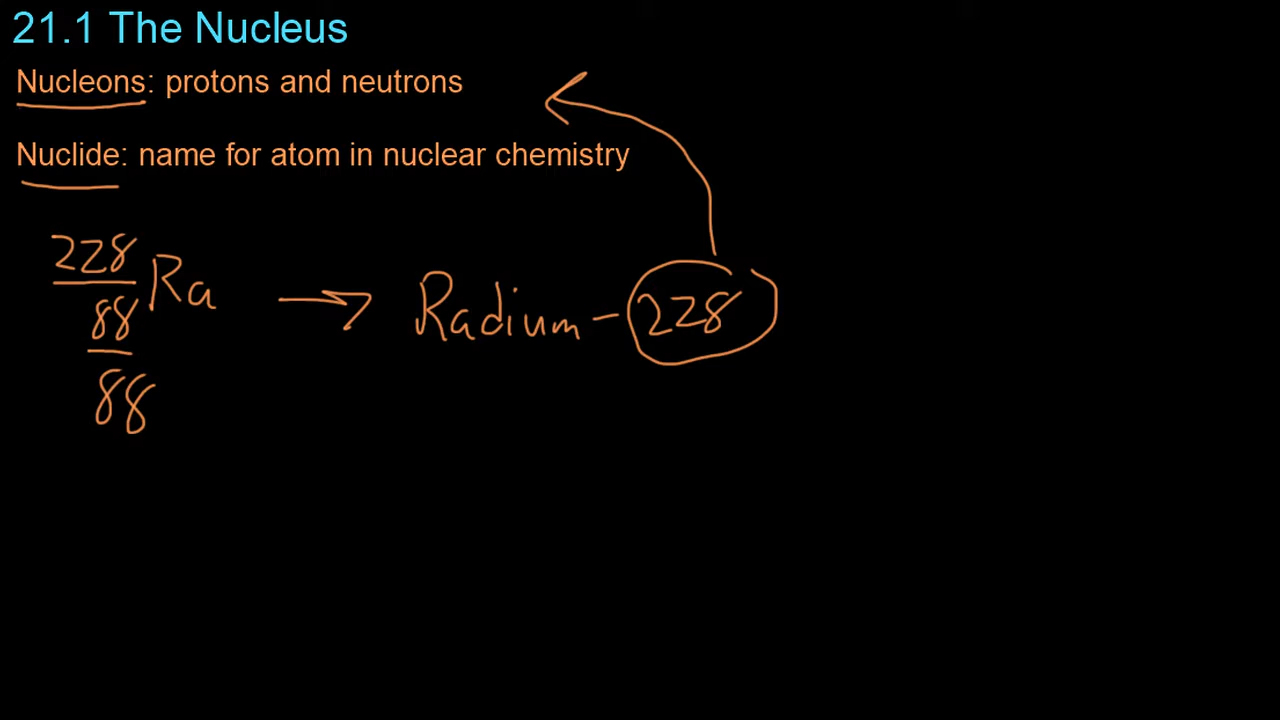 21.1 The Nucleus
Nucleons: protons and neutrons
Nuclide: name for atom in nuclear chemistry
228
88 Ra → Radium - 228
88